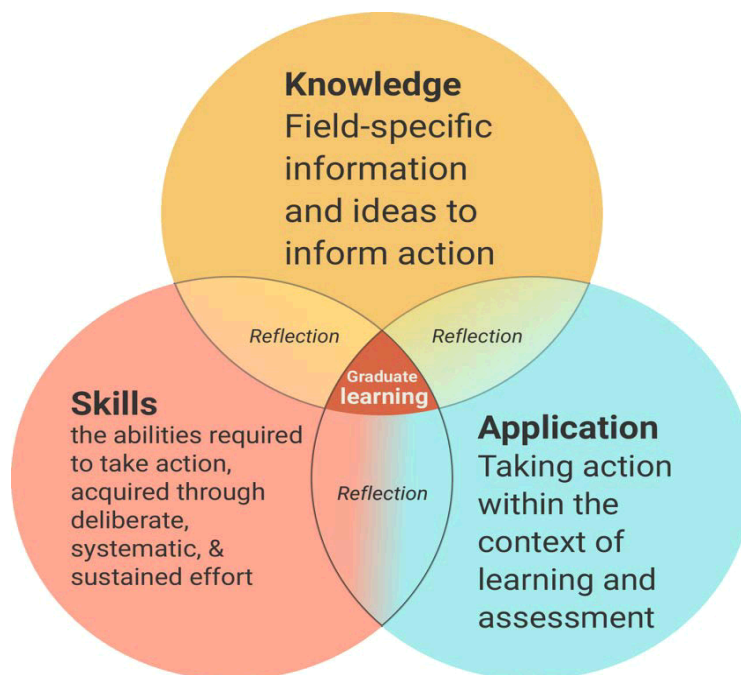 Knowledge
Field-specific
information
and ideas to
inform action
Reflection
Reflection
Graduate
learning
Skills
the abilities required
to take action,
acquired through
deliberate,
systematic, &
sustained effort
Reflection
Application
Taking action
within the
context of
learning and
assessment